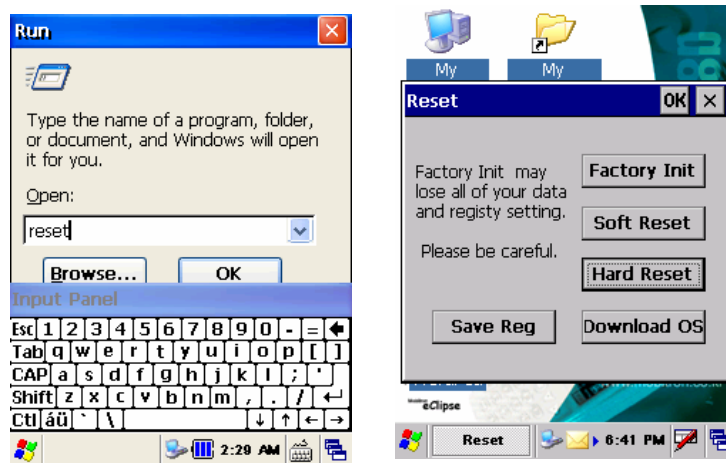 Run
Type the name of a program, folder,
or document, and Windows will open
it for you.
Open:
reset
Browse...
OK
Input Panel
Esc 1 2 3 4 5 6 7 8 9 0 - =
Tab q w e r t y u i o p [ ]
CAP a s d f g h j k l ; '
Shift z x c v b n m , . /
Ctl áü ` \
2:29 AM
My My
Reset OK
Factory Init may
lose all of your data
and registy setting.
Please be careful.
Factory Init
Soft Reset
Hard Reset
Save Reg
Download OS
eClipse
Reset
6:41 PM